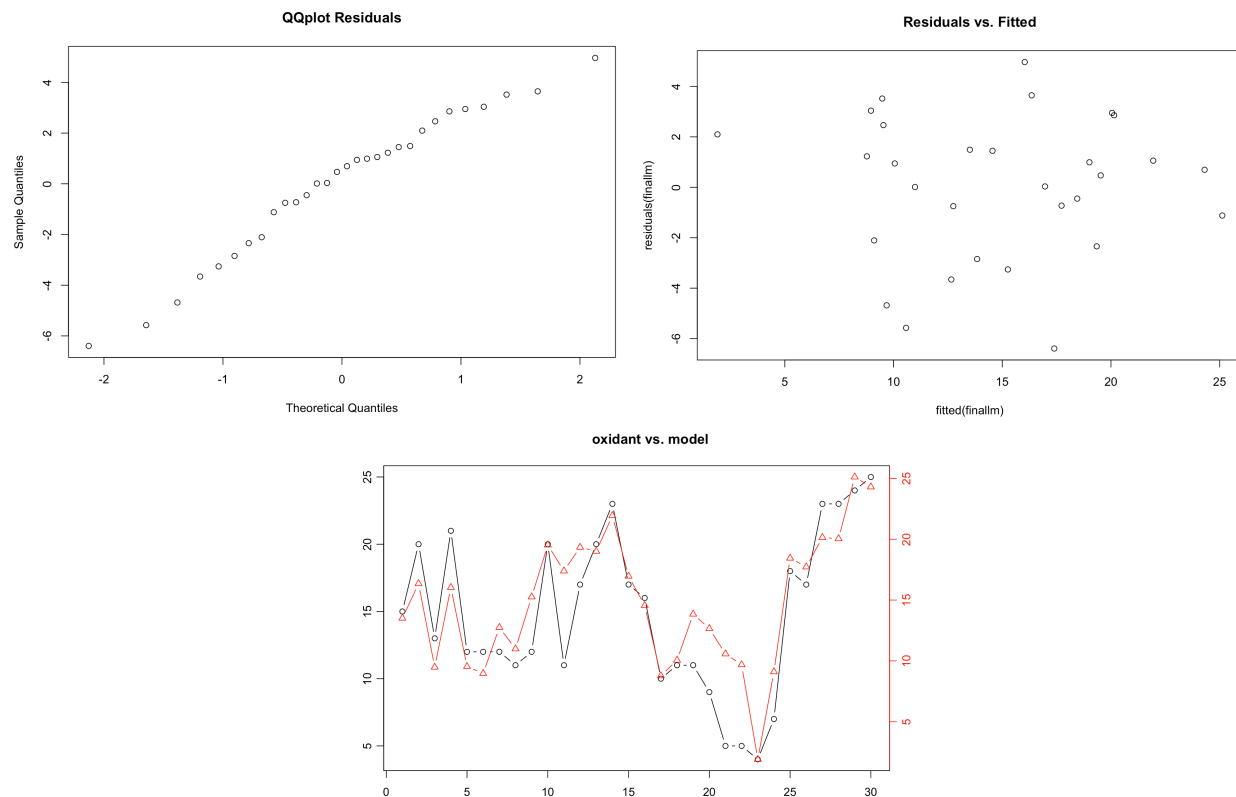 QQplot Residuals
4
2
0
-2
-4
-6
Sample Quantiles
-2 -1 0 1 2
Theoretical Quantiles
Residuals vs. Fitted
4
2
0
-2
-4
-6
residuals(finallm)
5 10 15 20 25
fitted(finallm)
oxidant vs. model
25
20
15
10
5
25
20
15
10
5
0 5 10 15 20 25 30